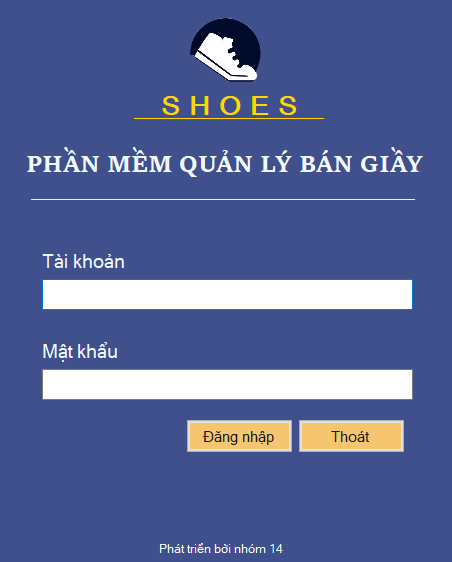 SHOES
PHẦN MỀM QUẢN LÝ BÁN GIẦY
Tài khoản
Mật khẩu
Đăng nhập Thoát
Phát triển bởi nhóm 14